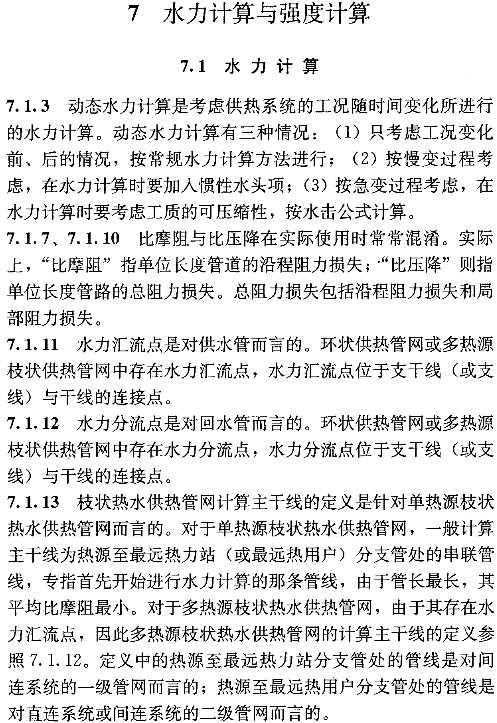 7 水力计算与强度计算
7.1 水力计算
7.1.3 动态水力计算是考虑供热系统的工况随时间变化所进行
的水力计算。动态水力计算有三种情况：（1）只考虑工况变化
前、后的情况，按常规水力计算方法进行；（2）按慢变过程考
虑，在水力计算时要加入惯性水头项；（3）按急变过程考虑，在
水力计算时要考虑工质的可压缩性，按水击公式计算。
7.1.7、7.1.10 比摩阻与比压降在实际使用时常常混淆。实际
上，“比摩阻”指单位长度管道的沿程阻力损失；“比压降”则指
单位长度管路的总阻力损失。总阻力损失包括沿程阻力损失和局
部阻力损失。
7.1.11 水力汇流点是对供水管而言的。环状供热管网或多热源
枝状供热管网中存在水力汇流点，水力汇流点位于支干线（或支
线）与干线的连接点。
7.1.12 水力分流点是对回水管而言的。环状供热管网或多热源
枝状供热管网中存在水力分流点，水力分流点位于支干线（或支
线）与干线的连接点。
7.1.13 枝状热水供热管网计算主干线的定义是针对单热源枝状
热水供热管网而言的。对于单热源枝状热水供热管网，一般计算
主干线为热源至最远热力站（或最远热用户）分支管处的串联管
线，专指首先开始进行水力计算的那条管线，由于管长最长，其
平均比摩阻最小。对于多热源枝状热水供热管网，由于其存在水
力汇流点，因此多热源枝状热水供热管网的计算主干线的定义参
照7.1.12。定义中的热源至最远热力站分支管处的管线是对间
连系统的一级管网而言的；热源至最远热用户分支管处的管线是
对直连系统或间连系统的二级管网而言的。